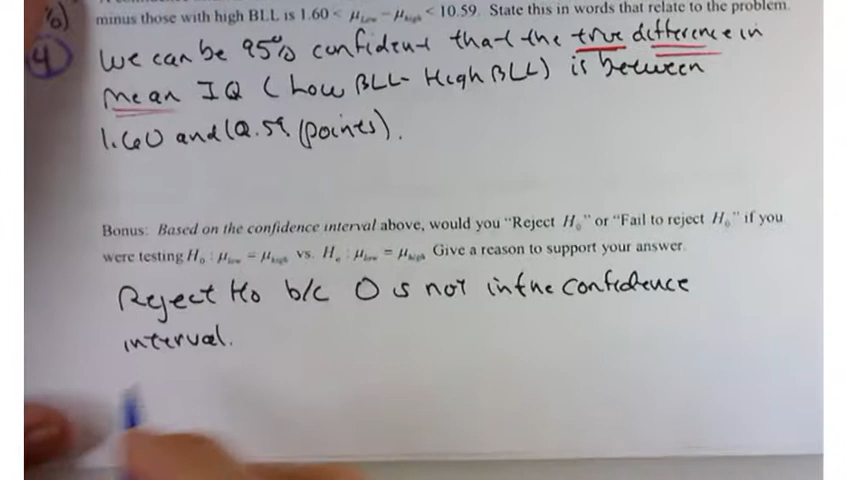 b)
minus those with high BLL is 1.60 < μLow − μhigh < 10.59. State this in words that relate to the problem.
4 We can be 95% confident that the true difference in
mean IQ (Low BLL - High BLL) is between
1.60 and 10.59 (points).
Bonus: Based on the confidence interval above, would you "Reject H₀" or "Fail to reject H₀" if you
were testing H₀ : μlow = μhigh vs. Hₐ : μlow = μhigh Give a reason to support your answer.
Reject Ho b/c 0 is not in the confidence
interval.